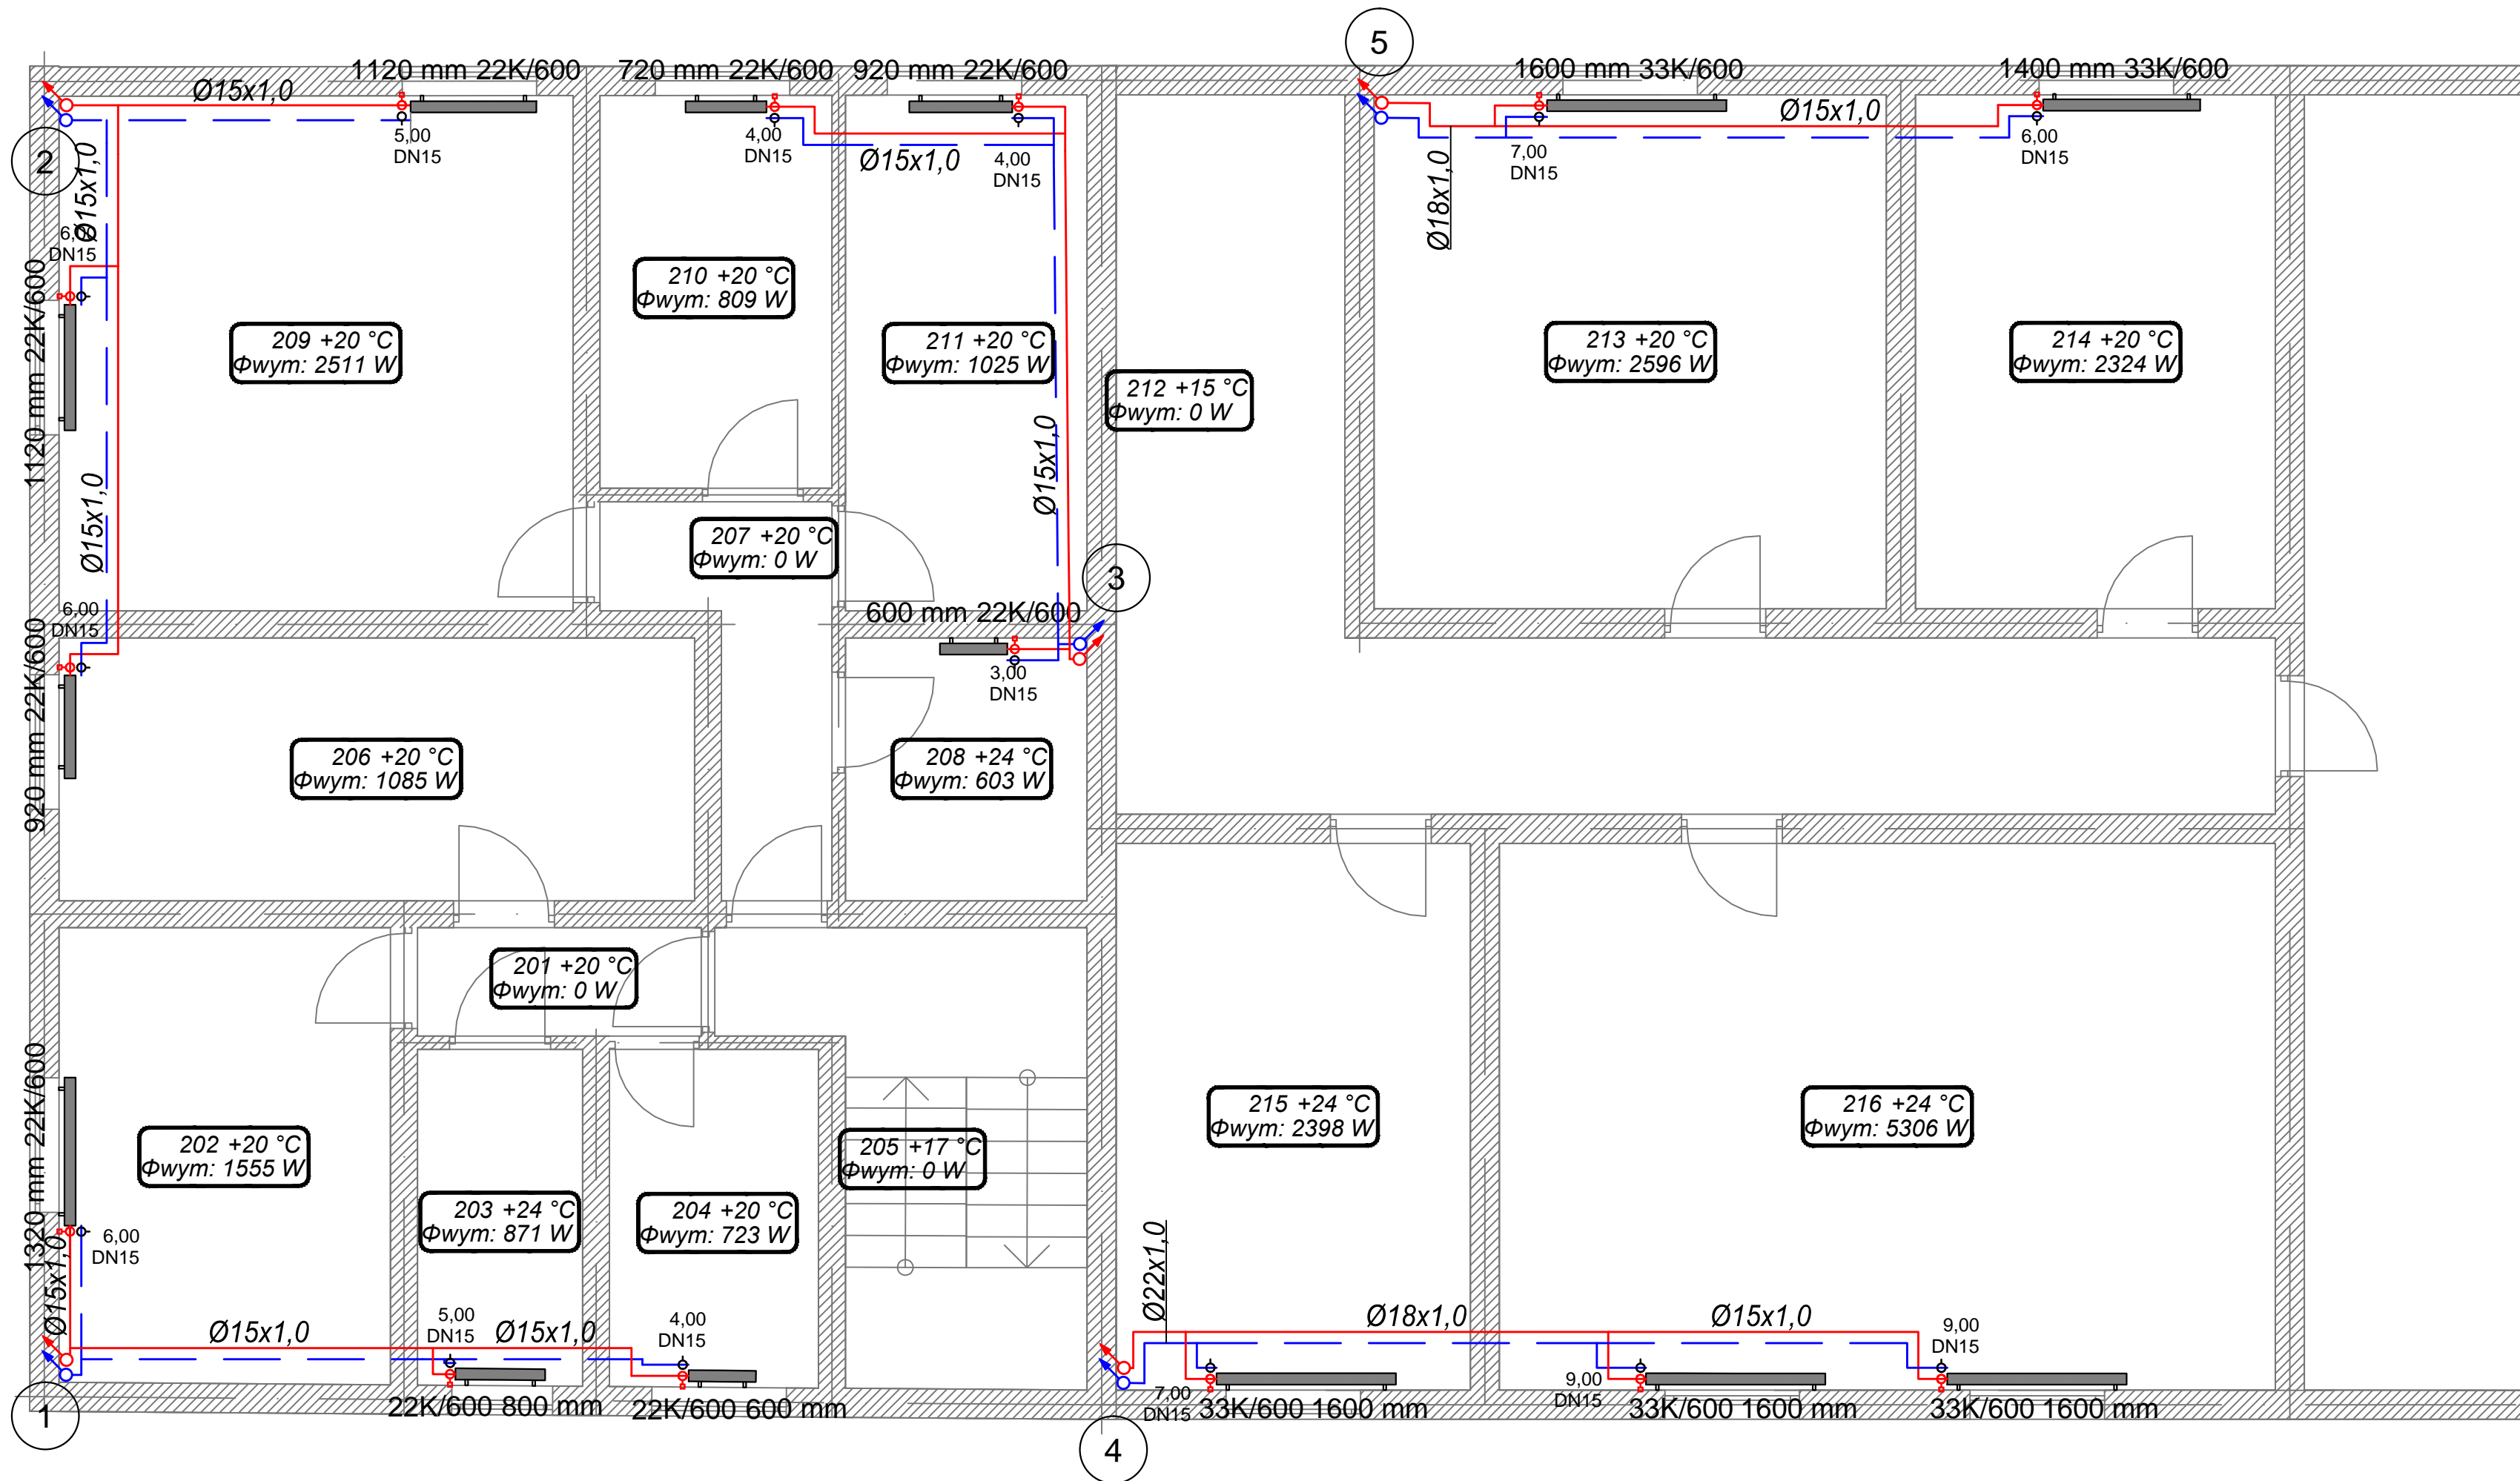 5
1120 mm 22K/600
720 mm 22K/600
920 mm 22K/600
1600 mm 33K/600
1400 mm 33K/600
Ø15x1,0
Ø15x1,0
5,00
DN15
4,00
DN15
Ø15x1,0
4,00
DN15
7,00
DN15
6,00
DN15
2
Ø15x1,0
Ø18x1,0
6,00
DN15
1120 mm 22K/600
210 +20 °C
Φwym: 809 W
209 +20 °C
Φwym: 2511 W
211 +20 °C
Φwym: 1025 W
212 +15 °C
Φwym: 0 W
213 +20 °C
Φwym: 2596 W
214 +20 °C
Φwym: 2324 W
Ø15x1,0
Ø15x1,0
207 +20 °C
Φwym: 0 W
3
600 mm 22K/600
6,00
DN15
920 mm 22K/600
3,00
DN15
206 +20 °C
Φwym: 1085 W
208 +24 °C
Φwym: 603 W
201 +20 °C
Φwym: 0 W
1320 mm 22K/600
202 +20 °C
Φwym: 1555 W
205 +17 °C
Φwym: 0 W
215 +24 °C
Φwym: 2398 W
216 +24 °C
Φwym: 5306 W
203 +24 °C
Φwym: 871 W
204 +20 °C
Φwym: 723 W
6,00
DN15
Ø15x1,0
Ø22x1,0
Ø15x1,0
5,00
DN15
Ø15x1,0
4,00
DN15
Ø18x1,0
Ø15x1,0
9,00
DN15
7,00
DN15
9,00
DN15
1
22K/600 800 mm
22K/600 600 mm
33K/600 1600 mm
33K/600 1600 mm
33K/600 1600 mm
4